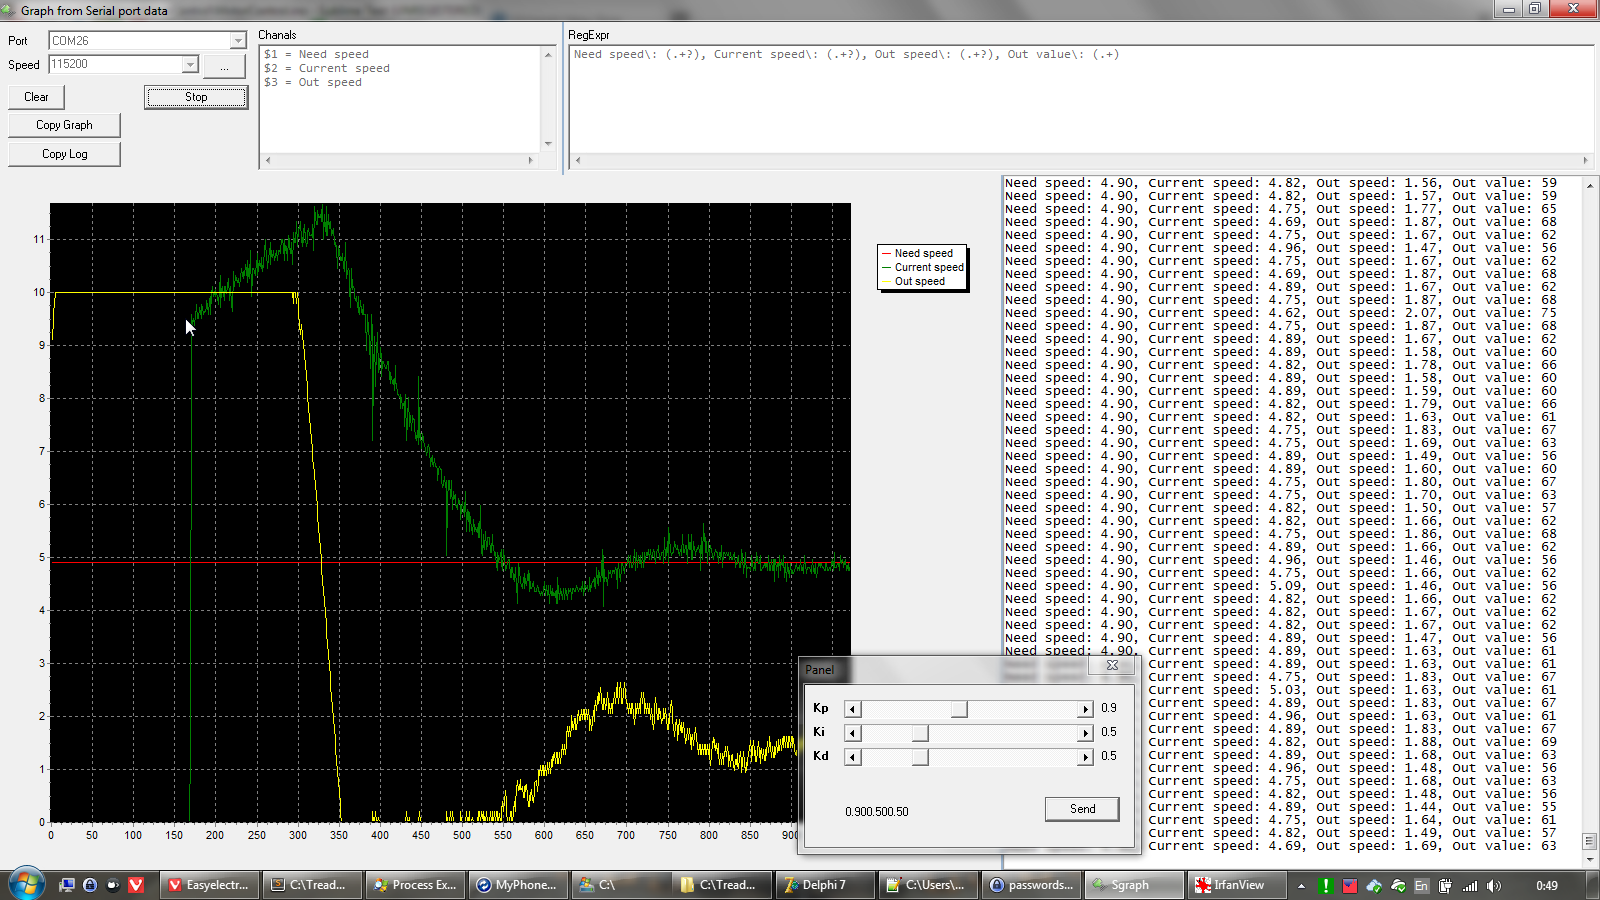 Graph from Serial port data
Port
COM26
Speed
115200
...
Clear
Stop
Copy Graph
Copy Log
Chanals
$1 = Need speed
$2 = Current speed
$3 = Out speed
RegExpr
Need speed\: (.+?), Current speed\: (.+?), Out speed\: (.+?), Out value\: (.+)
11
10
9
8
7
6
5
4
3
2
1
0
0 50 100 150 200 250 300 350 400 450 500 550 600 650 700 750 800 850
Need speed
Current speed
Out speed
Need speed: 4.90, Current speed: 4.82, Out speed: 1.56, Out value: 59
Need speed: 4.90, Current speed: 4.82, Out speed: 1.57, Out value: 59
Need speed: 4.90, Current speed: 4.75, Out speed: 1.77, Out value: 65
Need speed: 4.90, Current speed: 4.69, Out speed: 1.87, Out value: 68
Need speed: 4.90, Current speed: 4.75, Out speed: 1.67, Out value: 62
Need speed: 4.90, Current speed: 4.96, Out speed: 1.47, Out value: 56
Need speed: 4.90, Current speed: 4.75, Out speed: 1.67, Out value: 62
Need speed: 4.90, Current speed: 4.69, Out speed: 1.87, Out value: 68
Need speed: 4.90, Current speed: 4.89, Out speed: 1.67, Out value: 62
Need speed: 4.90, Current speed: 4.75, Out speed: 1.87, Out value: 68
Need speed: 4.90, Current speed: 4.62, Out speed: 2.07, Out value: 75
Need speed: 4.90, Current speed: 4.75, Out speed: 1.87, Out value: 68
Need speed: 4.90, Current speed: 4.89, Out speed: 1.67, Out value: 62
Need speed: 4.90, Current speed: 4.89, Out speed: 1.58, Out value: 60
Need speed: 4.90, Current speed: 4.82, Out speed: 1.78, Out value: 66
Need speed: 4.90, Current speed: 4.89, Out speed: 1.58, Out value: 60
Need speed: 4.90, Current speed: 4.89, Out speed: 1.59, Out value: 60
Need speed: 4.90, Current speed: 4.82, Out speed: 1.79, Out value: 66
Need speed: 4.90, Current speed: 4.82, Out speed: 1.63, Out value: 61
Need speed: 4.90, Current speed: 4.75, Out speed: 1.83, Out value: 67
Need speed: 4.90, Current speed: 4.75, Out speed: 1.69, Out value: 63
Need speed: 4.90, Current speed: 4.89, Out speed: 1.49, Out value: 56
Need speed: 4.90, Current speed: 4.89, Out speed: 1.60, Out value: 60
Need speed: 4.90, Current speed: 4.75, Out speed: 1.80, Out value: 67
Need speed: 4.90, Current speed: 4.75, Out speed: 1.70, Out value: 63
Need speed: 4.90, Current speed: 4.82, Out speed: 1.50, Out value: 57
Need speed: 4.90, Current speed: 4.82, Out speed: 1.66, Out value: 62
Need speed: 4.90, Current speed: 4.75, Out speed: 1.86, Out value: 68
Need speed: 4.90, Current speed: 4.89, Out speed: 1.66, Out value: 62
Need speed: 4.90, Current speed: 4.96, Out speed: 1.46, Out value: 56
Need speed: 4.90, Current speed: 4.75, Out speed: 1.66, Out value: 62
Need speed: 4.90, Current speed: 5.09, Out speed: 1.46, Out value: 56
Need speed: 4.90, Current speed: 4.82, Out speed: 1.66, Out value: 62
Need speed: 4.90, Current speed: 4.82, Out speed: 1.67, Out value: 62
Need speed: 4.90, Current speed: 4.82, Out speed: 1.67, Out value: 62
Need speed: 4.90, Current speed: 4.89, Out speed: 1.47, Out value: 56
Need speed: 4.90, Current speed: 4.89, Out speed: 1.63, Out value: 61
Current speed: 4.89, Out speed: 1.63, Out value: 61
Current speed: 4.75, Out speed: 1.83, Out value: 67
Current speed: 5.03, Out speed: 1.63, Out value: 61
Current speed: 4.89, Out speed: 1.83, Out value: 67
Current speed: 4.96, Out speed: 1.63, Out value: 61
Current speed: 4.89, Out speed: 1.83, Out value: 67
Current speed: 4.82, Out speed: 1.88, Out value: 69
Current speed: 4.89, Out speed: 1.68, Out value: 63
Current speed: 4.96, Out speed: 1.48, Out value: 56
Current speed: 4.75, Out speed: 1.68, Out value: 63
Current speed: 4.82, Out speed: 1.48, Out value: 56
Current speed: 4.89, Out speed: 1.44, Out value: 55
Current speed: 4.75, Out speed: 1.64, Out value: 61
Current speed: 4.82, Out speed: 1.49, Out value: 57
Current speed: 4.69, Out speed: 1.69, Out value: 63
Panel
Kp 0.9
Ki 0.5
Kd 0.5
0.900.500.50
Send
Easyelectr...
C:\Tread...
Process Ex...
MyPhone...
C:\
C:\Tread...
Delphi 7
C:\Users\...
passwords...
Sgraph
IrfanView
En
0:49